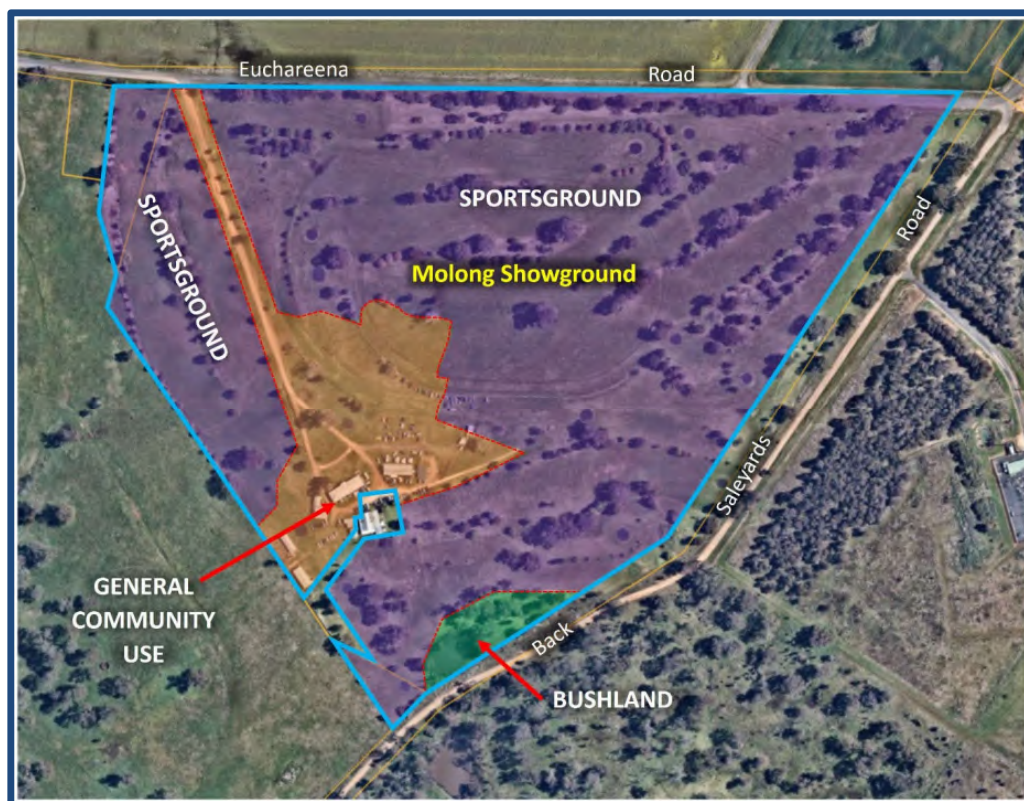 Euchareena Road
SPORTSGROUND
SPORTSGROUND
Molong Showground
Road
Saleyards
Back
GENERAL
COMMUNITY
USE
BUSHLAND